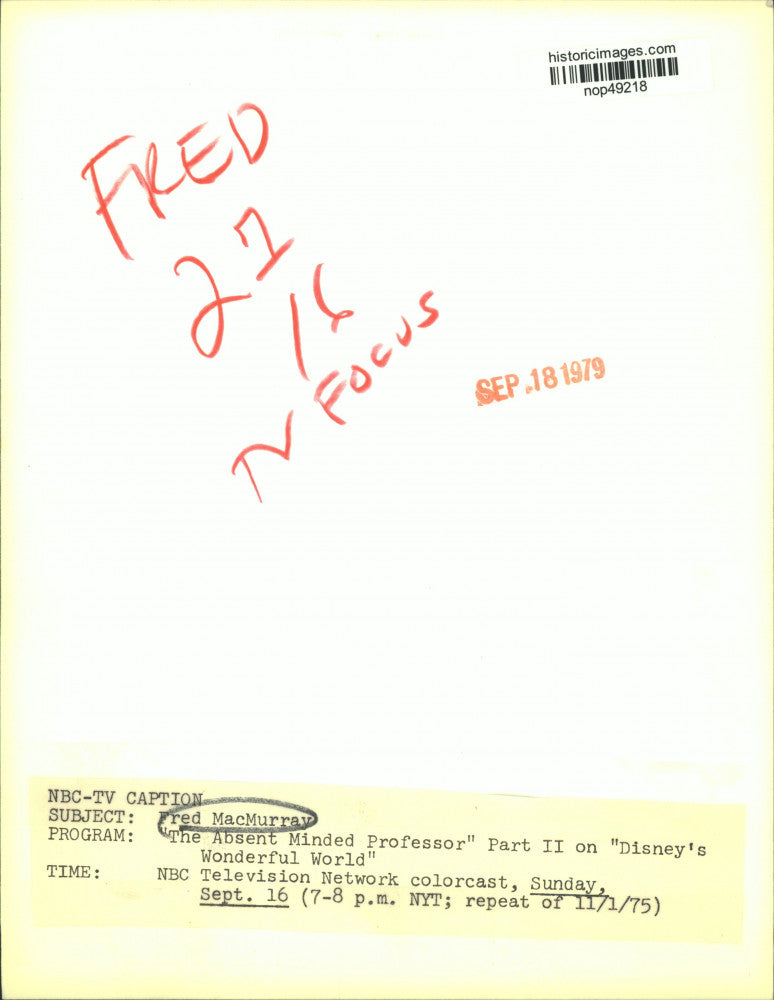 historicimages.com
nop49218
FRED
22
16
TV FOCUS
SEP 18 1979
NBC-TV CAPTION
SUBJECT: Fred MacMurray
PROGRAM: "The Absent Minded Professor" Part II on "Disney's
Wonderful World"
TIME: NBC Television Network colorcast, Sunday,
Sept. 16 (7-8 p.m. NYT; repeat of 11/1/75)